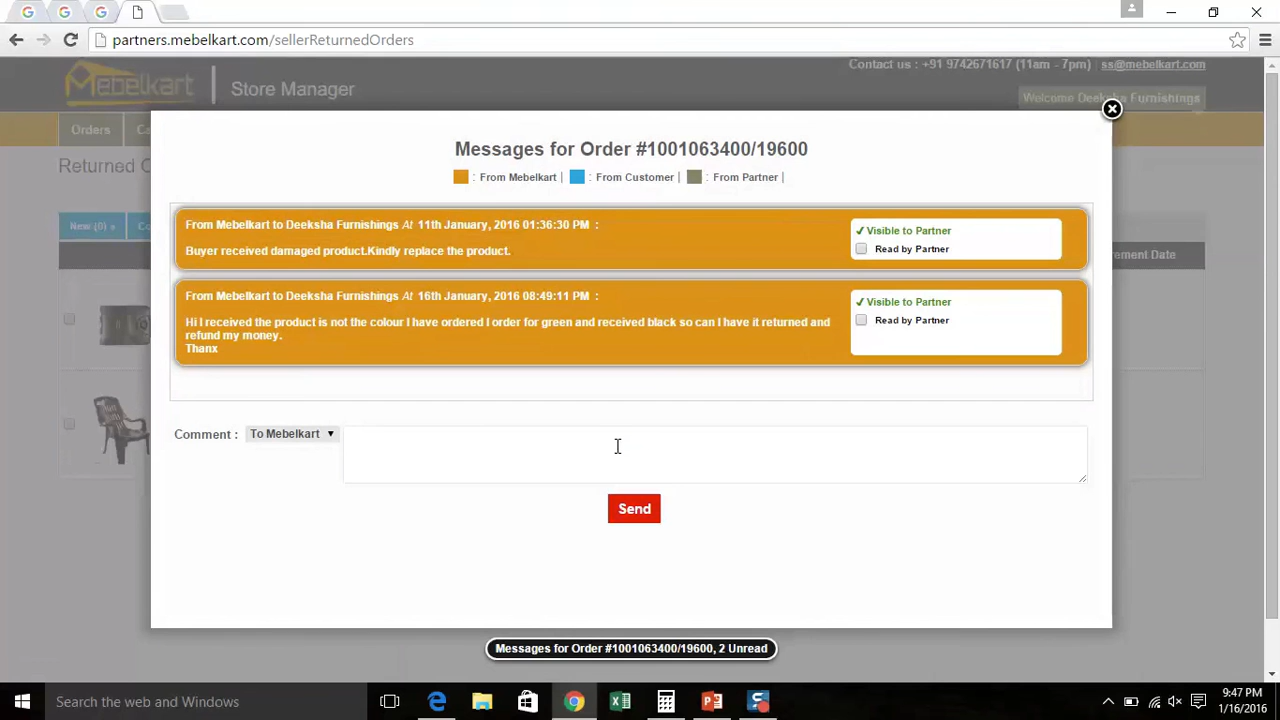 partners.mebelkart.com/sellerReturnedOrders
Contact us : +91 9742671617 (11am - 7pm) | ss@mebelkart.com
Mebelkart
Store Manager
Welcome Deeksha Furnishings
Orders
Ca
Returned O
New (0) »
Co
irement Date
Messages for Order #1001063400/19600
: From Mebelkart | : From Customer | : From Partner |
From Mebelkart to Deeksha Furnishings At 11th January, 2016 01:36:30 PM :
Buyer received damaged product.Kindly replace the product.
✓ Visible to Partner
Read by Partner
From Mebelkart to Deeksha Furnishings At 16th January, 2016 08:49:11 PM :
Hi I received the product is not the colour I have ordered I order for green and received black so can I have it returned and
refund my money.
Thanx
✓ Visible to Partner
Read by Partner
Comment : To Mebelkart ▼
Send
Messages for Order #1001063400/19600, 2 Unread
Search the web and Windows
9:47 PM
1/16/2016